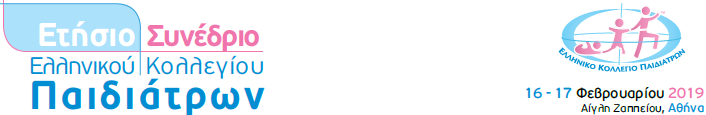 Ετήσιο Συνέδριο
Ελληνικού Κολλεγίου
Παιδιάτρων
ΕΛΛΗΝΙΚΟ ΚΟΛΛΕΓΙΟ ΠΑΙΔΙΑΤΡΩΝ
16 - 17 Φεβρουαρίου 2019
Αίγλη Ζαππείου, Αθήνα